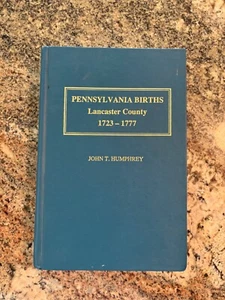 PENNSYLVANIA BIRTHS
Lancaster County
1723 – 1777
JOHN T. HUMPHREY